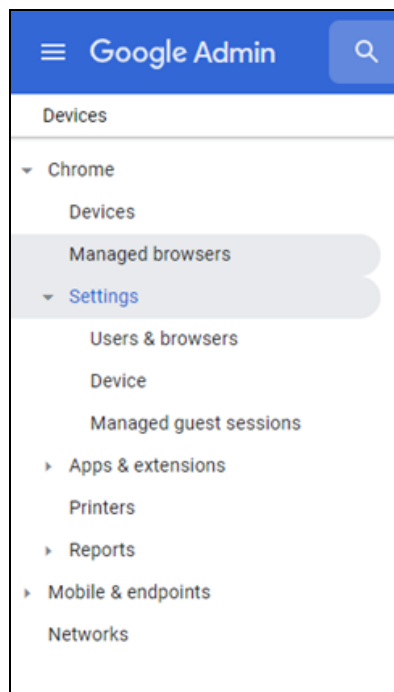 Google Admin
Devices
Chrome
Devices
Managed browsers
Settings
Users & browsers
Device
Managed guest sessions
Apps & extensions
Printers
Reports
Mobile & endpoints
Networks